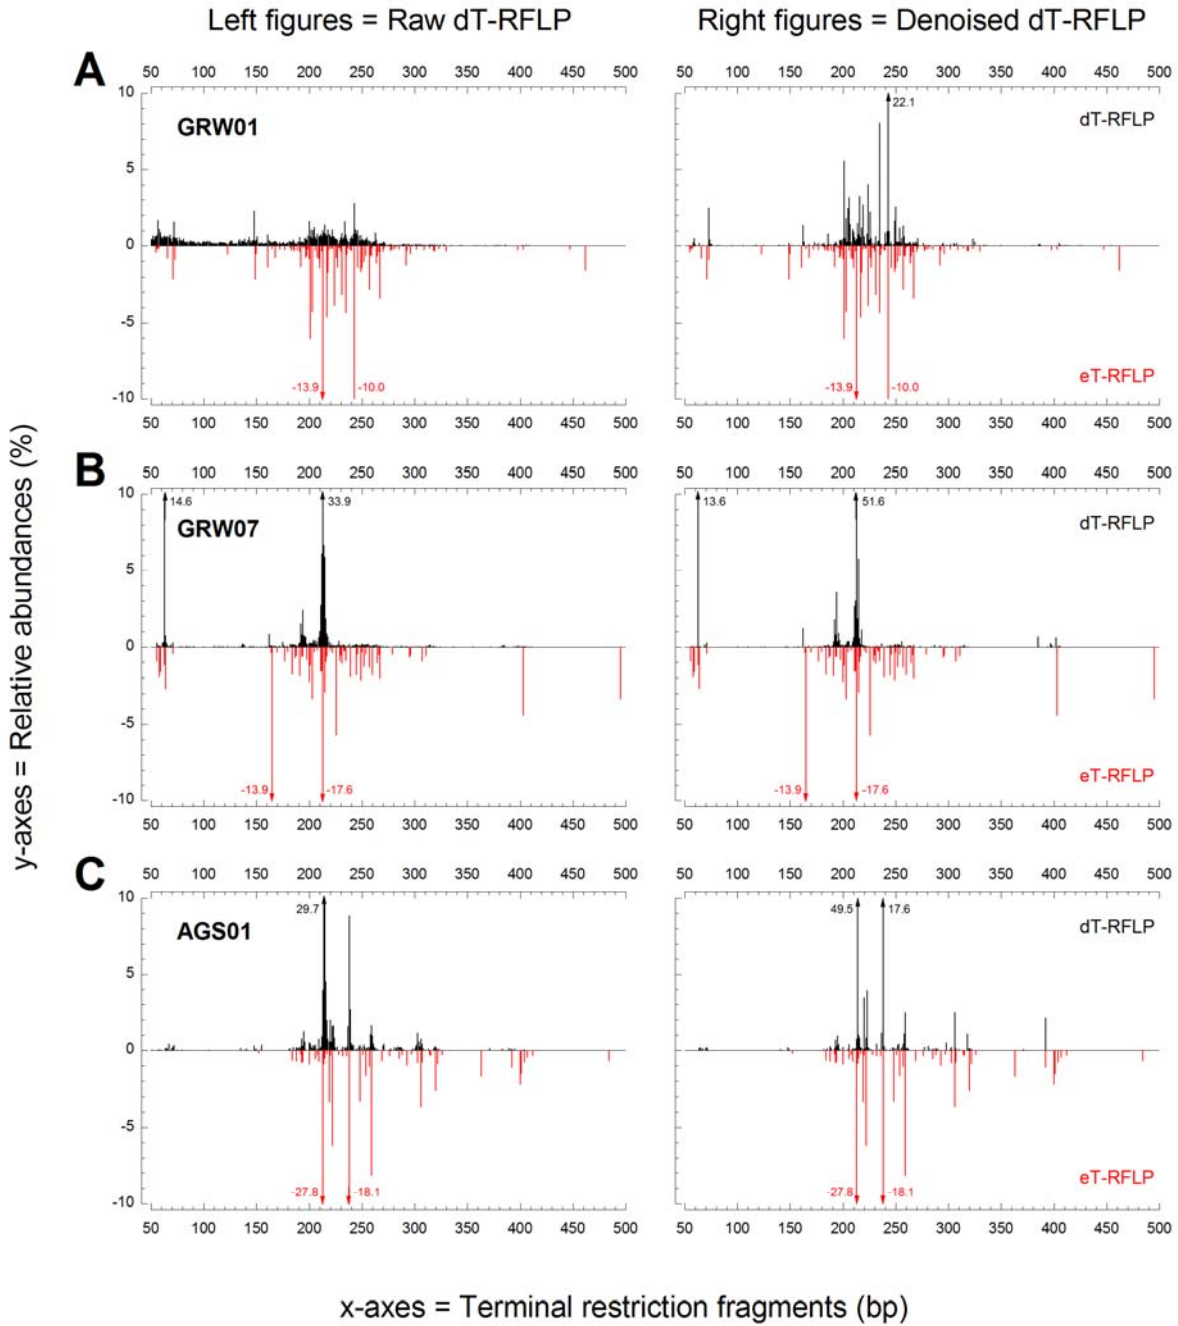 Left figures = Raw dT-RFLP Right figures = Denoised dT-RFLP
A
50 100 150 200 250 300 350 400 450 500 50 100 150 200 250 300 350 400 450 500
10
22.1
GRW01
dT-RFLP
5
0
-5
-13.9 -10.0 -13.9 -10.0
eT-RFLP
-10
50 100 150 200 250 300 350 400 450 500 50 100 150 200 250 300 350 400 450 500
B
50 100 150 200 250 300 350 400 450 500 50 100 150 200 250 300 350 400 450 500
10
14.6 33.9 13.6 51.6
GRW07
dT-RFLP
5
0
-5
eT-RFLP
-13.9 -17.6 -13.9 -17.6
-10
50 100 150 200 250 300 350 400 450 500 50 100 150 200 250 300 350 400 450 500
C
50 100 150 200 250 300 350 400 450 500 50 100 150 200 250 300 350 400 450 500
10
29.7 49.5 17.6
AGS01
dT-RFLP
5
0
-5
eT-RFLP
-27.8 -18.1 -27.8 -18.1
-10
50 100 150 200 250 300 350 400 450 500 50 100 150 200 250 300 350 400 450 500
y-axes = Relative abundances (%)
x-axes = Terminal restriction fragments (bp)